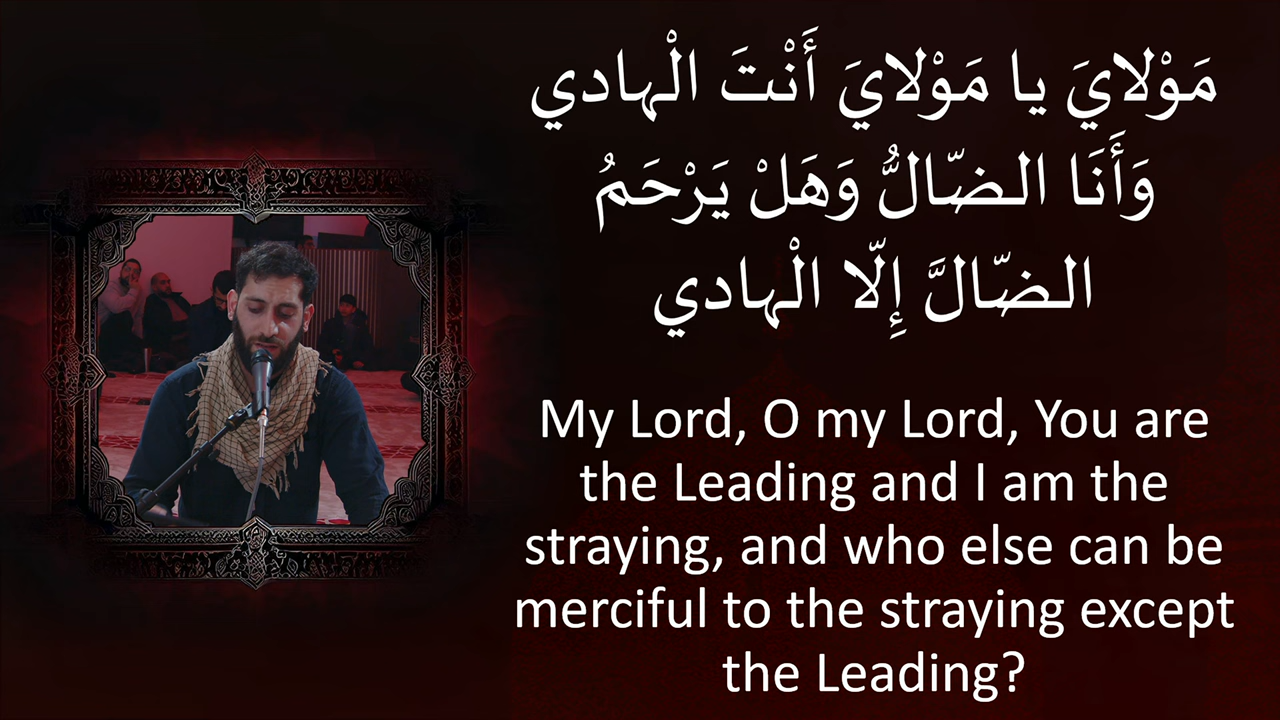 مَوْلايَ يا مَوْلايَ أَنْتَ الْهادي
وَأَنَا الضّالُّ وَهَلْ يَرْحَمُ
الضّالَّ إِلّا الْهادي
My Lord, O my Lord, You are
the Leading and I am the
straying, and who else can be
merciful to the straying except
the Leading?